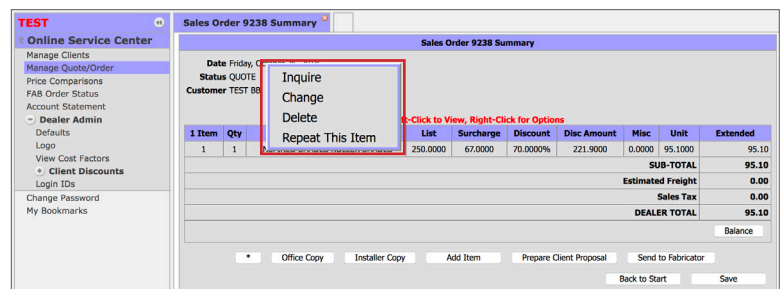 TEST
Sales Order 9238 Summary
Online Service Center
Manage Clients
Manage Quote/Order
Price Comparisons
FAB Order Status
Account Statement
Dealer Admin
Defaults
Logo
View Cost Factors
Client Discounts
Login IDs
Change Password
My Bookmarks
Sales Order 9238 Summary
Date Friday,
Status QUOTE
Customer TEST BB
Inquire
Change
Delete
Repeat This Item
-Click to View, Right-Click for Options
1 Item Qty List Surcharge Discount Disc Amount Misc Unit Extended
1 1 250.0000 67.0000 70.0000% 221.9000 0.0000 95.1000 95.10
SUB-TOTAL 95.10
Estimated Freight 0.00
Sales Tax 0.00
DEALER TOTAL 95.10
Balance
* Office Copy Installer Copy Add Item Prepare Client Proposal Send to Fabricator
Back to Start Save